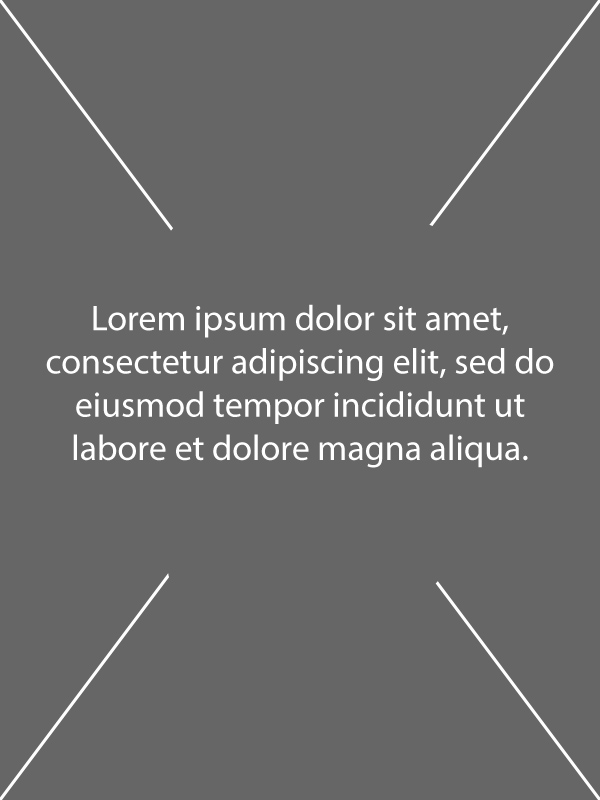 Lorem ipsum dolor sit amet,
consectetur adipiscing elit, sed do
eiusmod tempor incididunt ut
labore et dolore magna aliqua.